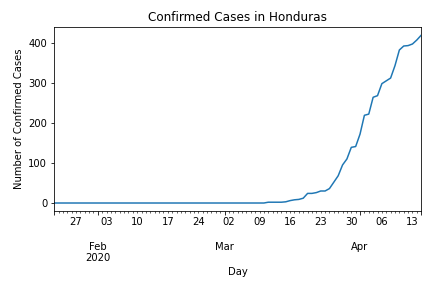 Confirmed Cases in Honduras
400
300
200
100
0
Number of Confirmed Cases
27 03 10 17 24 02 09 16 23 30 06 13
Feb Mar Apr
2020
Day